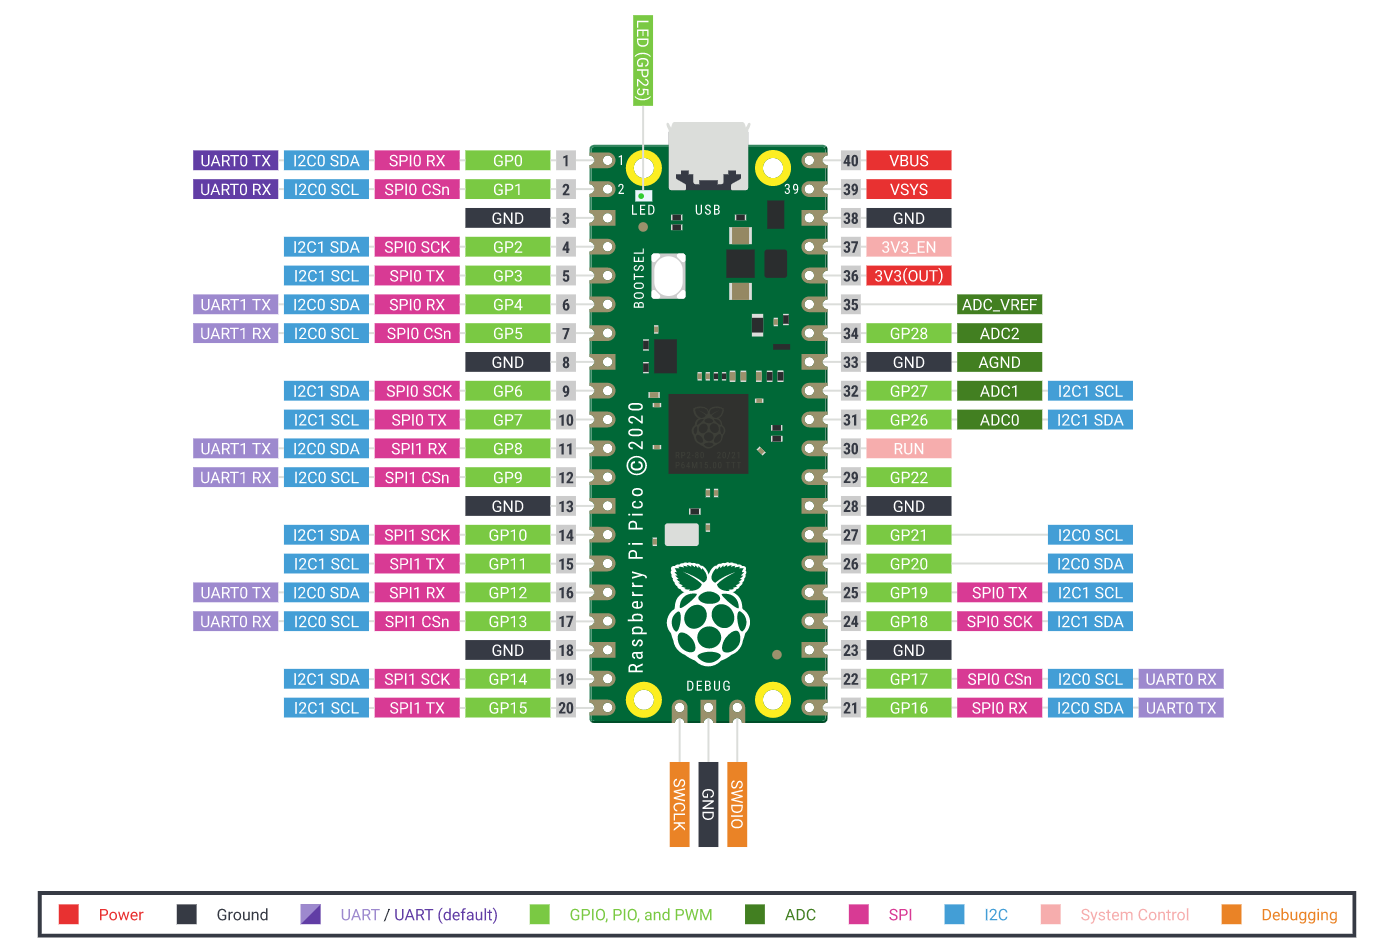 LED (GP25)
UART0 TX I2C0 SDA SPI0 RX GP0 1 1 40 VBUS
UART0 RX I2C0 SCL SPI0 CSn GP1 2 2 39 39 VSYS
GND 3 LED USB 38 GND
I2C1 SDA SPI0 SCK GP2 4 37 3V3_EN
I2C1 SCL SPI0 TX GP3 5 BOOTSEL 36 3V3(OUT)
UART1 TX I2C0 SDA SPI0 RX GP4 6 35 ADC_VREF
UART1 RX I2C0 SCL SPI0 CSn GP5 7 34 GP28 ADC2
GND 8 33 GND AGND
I2C1 SDA SPI0 SCK GP6 9 32 GP27 ADC1 I2C1 SCL
I2C1 SCL SPI0 TX GP7 10 31 GP26 ADC0 I2C1 SDA
UART1 TX I2C0 SDA SPI1 RX GP8 11 30 RUN
UART1 RX I2C0 SCL SPI1 CSn GP9 12 29 GP22
GND 13 28 GND
Raspberry Pi Pico © 2020
I2C1 SDA SPI1 SCK GP10 14 27 GP21 I2C0 SCL
I2C1 SCL SPI1 TX GP11 15 26 GP20 I2C0 SDA
UART0 TX I2C0 SDA SPI1 RX GP12 16 25 GP19 SPI0 TX I2C1 SCL
UART0 RX I2C0 SCL SPI1 CSn GP13 17 24 GP18 SPI0 SCK I2C1 SDA
GND 18 23 GND
I2C1 SDA SPI1 SCK GP14 19 DEBUG 22 GP17 SPI0 CSn I2C0 SCL UART0 RX
I2C1 SCL SPI1 TX GP15 20 21 GP16 SPI0 RX I2C0 SDA UART0 TX
SWCLK GND SWDIO
Power Ground UART / UART (default) GPIO, PIO, and PWM ADC SPI I2C System Control Debugging